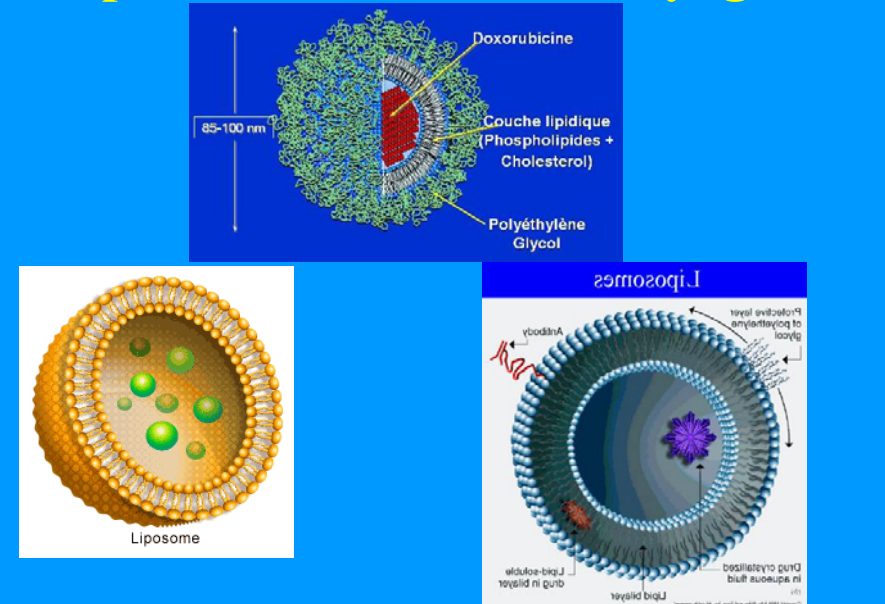 Doxorubicine
85-100 nm
Couche lipidique
(Phospholipides +
Cholesterol)
Polyéthylène
Glycol
Liposome
Liposomes
Protective layer
of polyethelyne
glycol
Antibody
Lipid-soluble
drug in bilayer
Lipid bilayer
Drug crystallized
in aqueous fluid